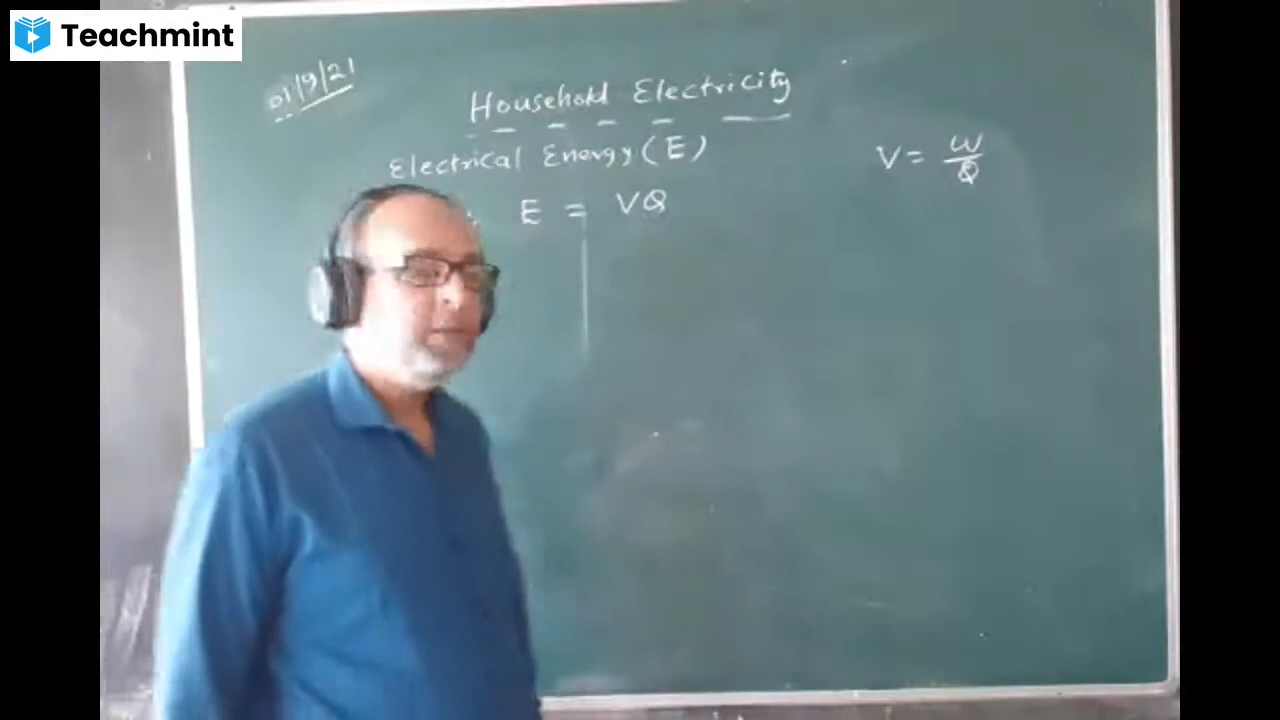 Teachmint
01/9/21
Household Electricity
Electrical Energy (E)
V = W/Q
E = VQ